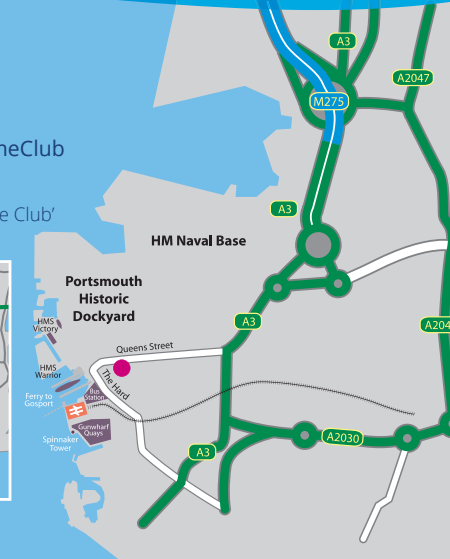 A3
A2047
M275
neClub
e Club’
A3
HM Naval Base
Portsmouth
Historic
Dockyard
A3
HMS
Victory
A204
Queens Street
HMS
Warrior
The Hard
Bus
Station
Ferry to
Gosport
Gunwharf
Quays
Spinnaker
Tower
A2030
A3